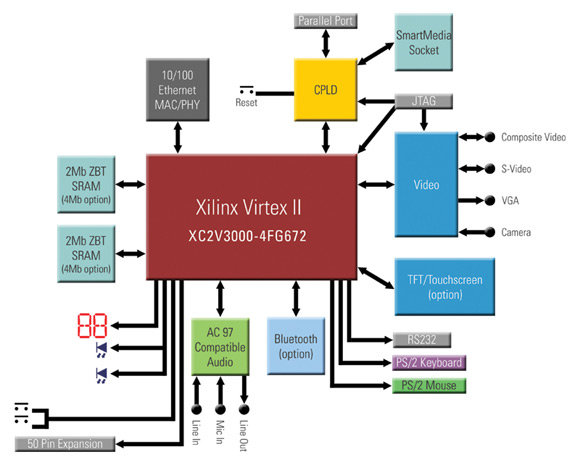 Parallel Port
SmartMedia
Socket
10/100
Ethernet
MAC/PHY
CPLD
Reset
JTAG
Composite Video
2Mb ZBT
SRAM
(4Mb option)
Xilinx Virtex II
XC2V3000-4FG672
Video
S-Video
VGA
Camera
2Mb ZBT
SRAM
(4Mb option)
TFT/Touchscreen
(option)
88
AC 97
Compatible
Audio
Bluetooth
(option)
RS232
PS/2 Keyboard
PS/2 Mouse
Line In
Mic In
Line Out
50 Pin Expansion